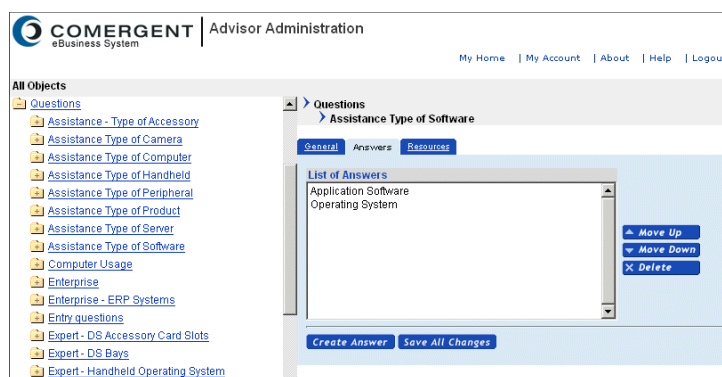 COMERGENT
eBusiness System
Advisor Administration
My Home | My Account | About | Help | Logou
All Objects
Questions
Assistance - Type of Accessory
Assistance Type of Camera
Assistance Type of Computer
Assistance Type of Handheld
Assistance Type of Peripheral
Assistance Type of Product
Assistance Type of Server
Assistance Type of Software
Computer Usage
Enterprise
Enterprise - ERP Systems
Entry questions
Expert - DS Accessory Card Slots
Expert - DS Bays
Expert - Handheld Operating System
Questions
Assistance Type of Software
General Answers Resources
List of Answers
Application Software
Operating System
Move Up
Move Down
X Delete
Create Answer Save All Changes